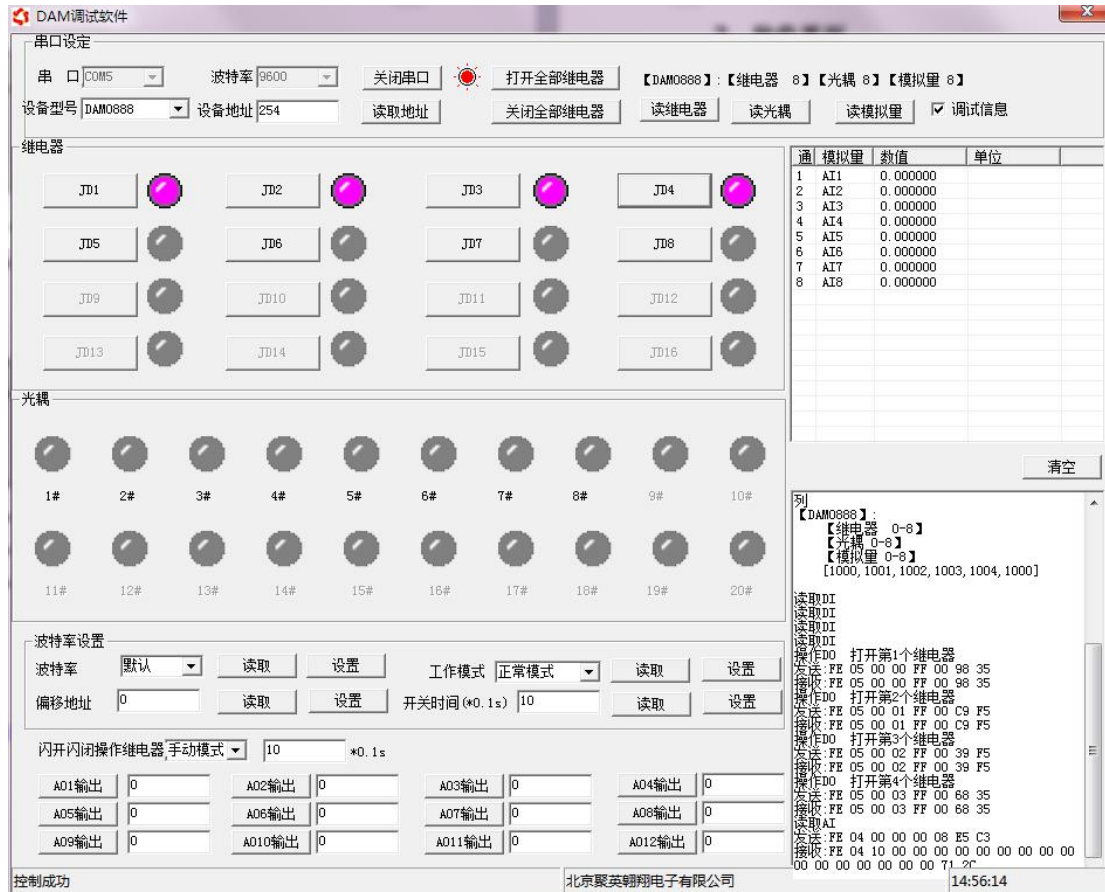 DAM调试软件
串口设定
串 口 COM5 波特率 9600 关闭串口 打开全部继电器 【DAM0888】:【继电器 8】【光耦 8】【模拟量 8】
设备型号 DAM0888 设备地址 254 读取地址 关闭全部继电器 读继电器 读光耦 读模拟量 调试信息
继电器
JD1 JD2 JD3 JD4
JD5 JD6 JD7 JD8
JD9 JD10 JD11 JD12
JD13 JD14 JD15 JD16
通 模拟量 数值 单位
1 AI1 0.000000
2 AI2 0.000000
3 AI3 0.000000
4 AI4 0.000000
5 AI5 0.000000
6 AI6 0.000000
7 AI7 0.000000
8 AI8 0.000000
光耦
1# 2# 3# 4# 5# 6# 7# 8# 9# 10#
11# 12# 13# 14# 15# 16# 17# 18# 19# 20#
清空
列
【DAM0888】:
【继电器 0-8】
【光耦 0-8】
【模拟量 0-8】
[1000,1001,1002,1003,1004,1000]
读取DI
读取DI
读取DI
读取DI
操作DO 打开第1个继电器
发送:FE 05 00 00 FF 00 98 35
接收:FE 05 00 00 FF 00 98 35
操作DO 打开第2个继电器
发送:FE 05 00 01 FF 00 C9 F5
接收:FE 05 00 01 FF 00 C9 F5
操作DO 打开第3个继电器
发送:FE 05 00 02 FF 00 39 F5
接收:FE 05 00 02 FF 00 39 F5
操作DO 打开第4个继电器
发送:FE 05 00 03 FF 00 68 35
接收:FE 05 00 03 FF 00 68 35
读取AI
发送:FE 04 00 00 00 08 E5 C3
接收:FE 04 10 00 00 00 00 00 00 00 00 00
00 00 00 00 00 00 00 71 2C
波特率设置
波特率 默认 读取 设置 工作模式 正常模式 读取 设置
偏移地址 0 读取 设置 开关时间(*0.1s) 10 读取 设置
闪开闪闭操作继电器 手动模式 10 *0.1s
AO1输出 0 AO2输出 0 AO3输出 0 AO4输出 0
AO5输出 0 AO6输出 0 AO7输出 0 AO8输出 0
AO9输出 0 AO10输出 0 AO11输出 0 AO12输出 0
控制成功 北京聚英翱翔电子有限公司 14:56:14